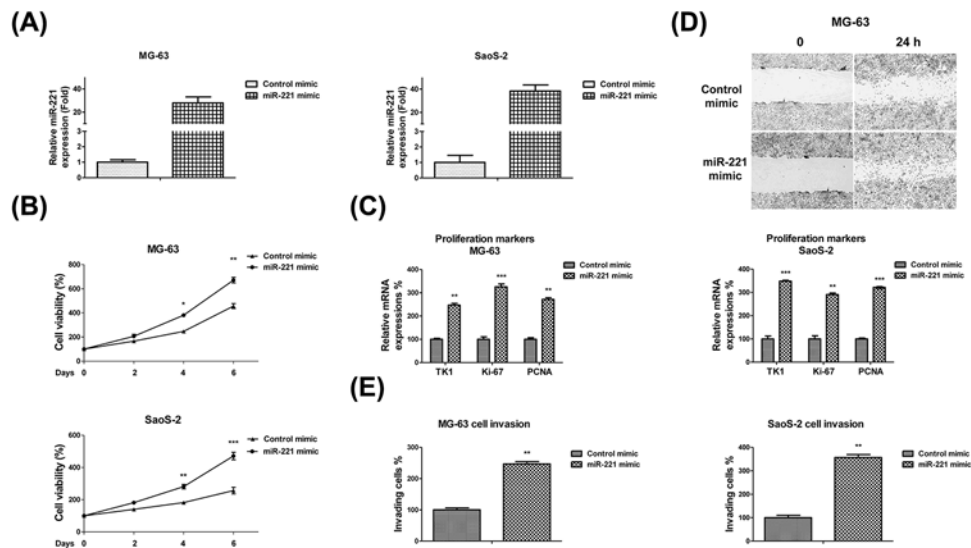 (A)
MG-63
Relative miR-221
expression (Fold)
40
20
2
1
0
Control mimic
miR-221 mimic
SaoS-2
Relative miR-221
expression (Fold)
40
20
2
1
0
Control mimic
miR-221 mimic
(D)
MG-63
0
24 h
Control
mimic
miR-221
mimic
(B)
MG-63
Cell viability (%)
800
600
400
200
0
Days
0
2
4
6
*
**
Control mimic
miR-221 mimic
SaoS-2
Cell viability (%)
600
400
200
0
Days
0
2
4
6
**
***
Control mimic
miR-221 mimic
(C)
Proliferation markers
MG-63
Relative mRNA
expressions %
400
300
200
100
0
**
***
**
TK1
Ki-67
PCNA
Control mimic
miR-221 mimic
Proliferation markers
SaoS-2
Relative mRNA
expressions %
400
300
200
100
0
***
**
***
TK1
Ki-67
PCNA
Control mimic
miR-221 mimic
(E)
MG-63 cell invasion
Invading cells %
300
200
100
0
**
Control mimic
miR-221 mimic
SaoS-2 cell invasion
Invading cells %
400
300
200
100
0
**
Control mimic
miR-221 mimic